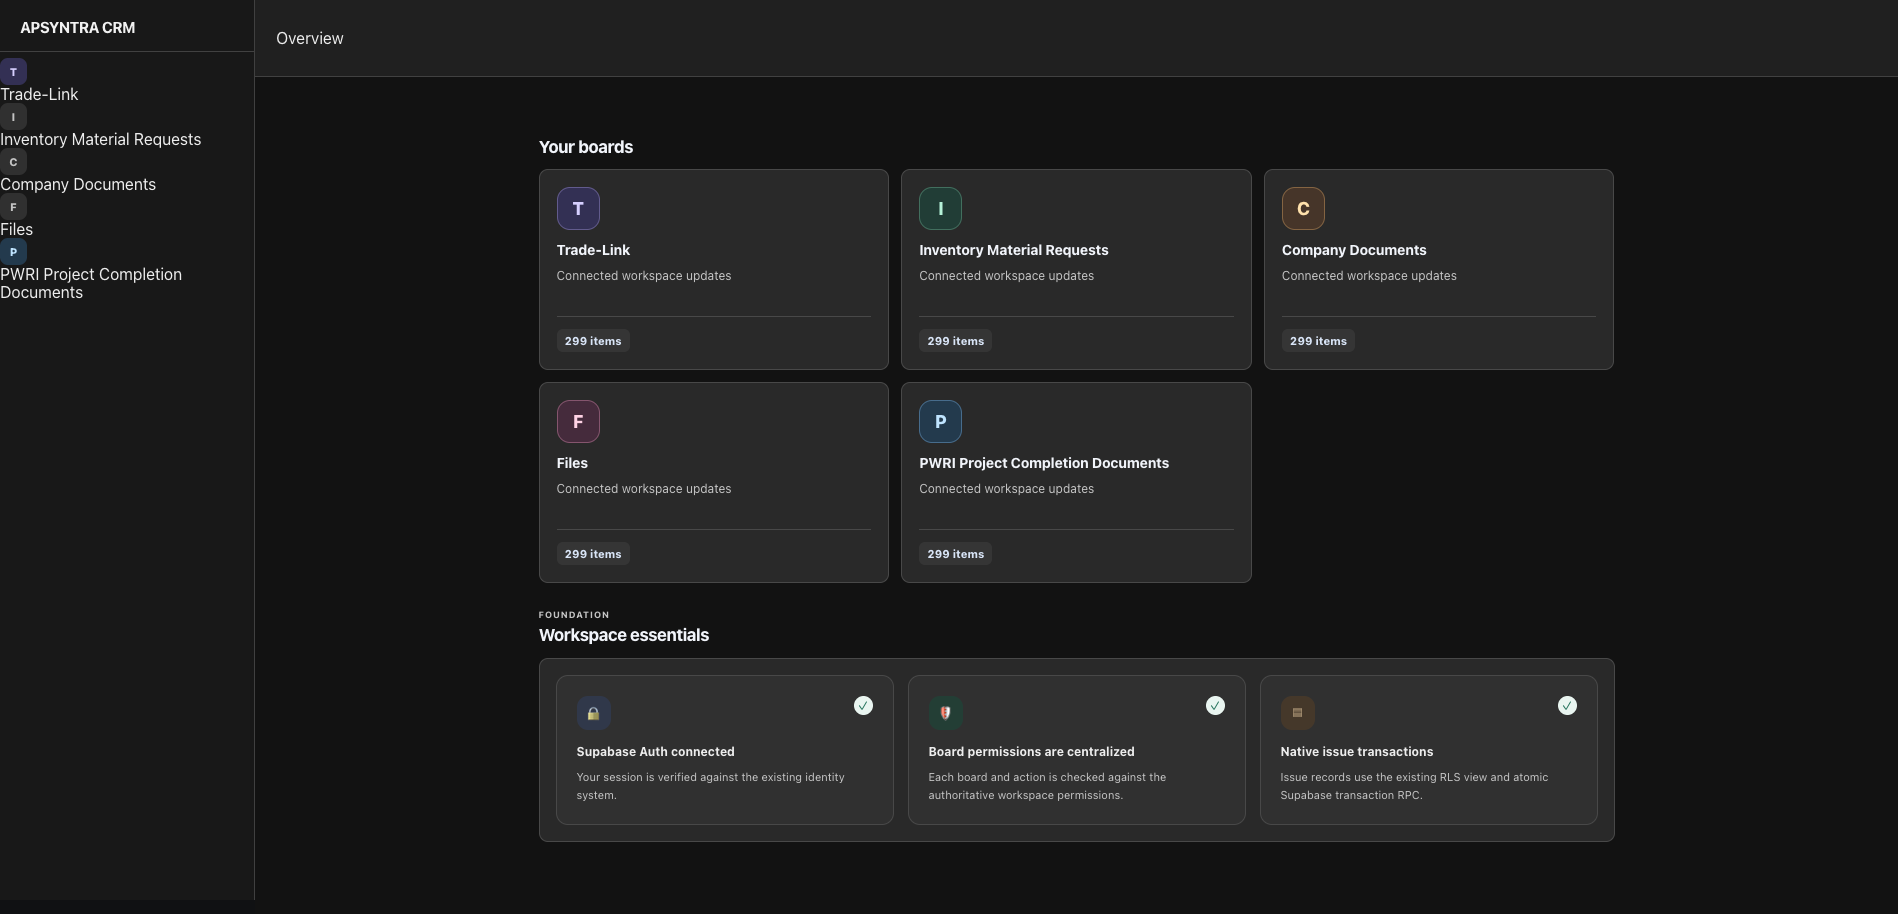 APSYNTRA CRM
T
Trade-Link
I
Inventory Material Requests
C
Company Documents
F
Files
P
PWRI Project Completion
Documents
Overview
Your boards
T
Trade-Link
Connected workspace updates
299 items
I
Inventory Material Requests
Connected workspace updates
299 items
C
Company Documents
Connected workspace updates
299 items
F
Files
Connected workspace updates
299 items
P
PWRI Project Completion Documents
Connected workspace updates
299 items
FOUNDATION
Workspace essentials
Supabase Auth connected
Your session is verified against the existing identity
system.
Board permissions are centralized
Each board and action is checked against the
authoritative workspace permissions.
Native issue transactions
Issue records use the existing RLS view and atomic
Supabase transaction RPC.